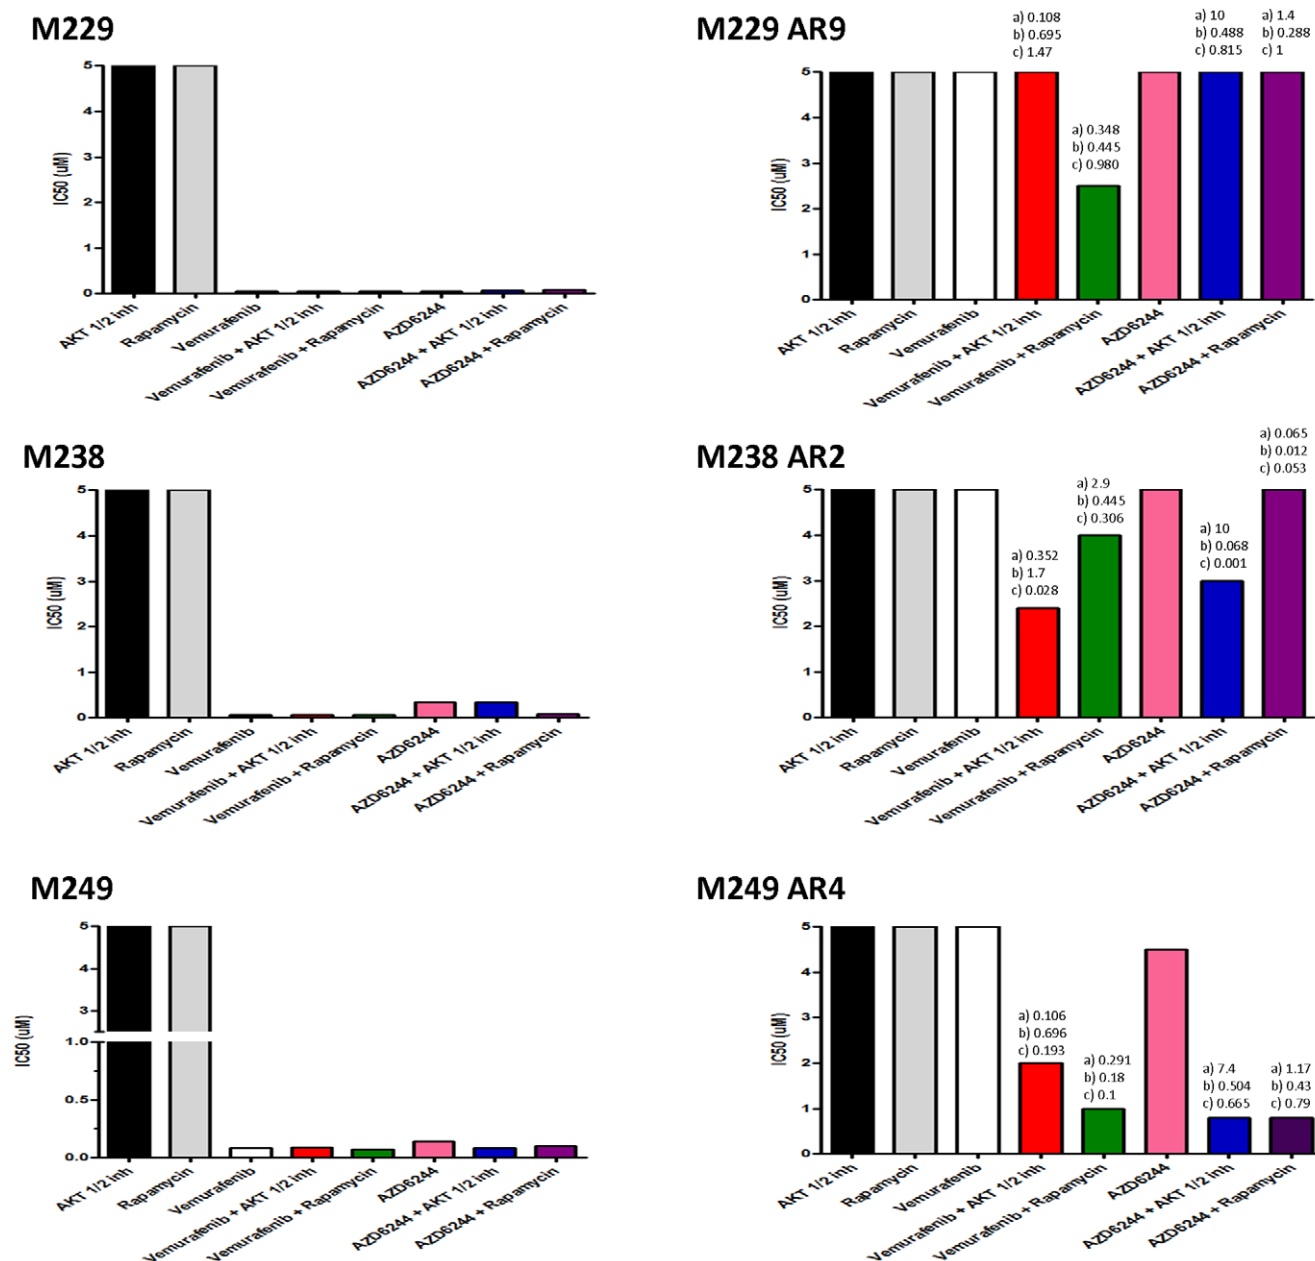 M229
5
4
3
2
1
0
IC50 (uM)
AKT 1/2 inh
Rapamycin
Vemurafenib
Vemurafenib + AKT 1/2 inh
Vemurafenib + Rapamycin
AZD6244
AZD6244 + AKT 1/2 inh
AZD6244 + Rapamycin
M229 AR9
a) 0.108
b) 0.695
c) 1.47
a) 0.348
b) 0.445
c) 0.980
a) 10
b) 0.488
c) 0.815
a) 1.4
b) 0.288
c) 1
5
4
3
2
1
0
IC50 (uM)
AKT 1/2 inh
Rapamycin
Vemurafenib
Vemurafenib + AKT 1/2 inh
Vemurafenib + Rapamycin
AZD6244
AZD6244 + AKT 1/2 inh
AZD6244 + Rapamycin
M238
5
4
3
2
1
0
IC50 (uM)
AKT 1/2 inh
Rapamycin
Vemurafenib
Vemurafenib + AKT 1/2 inh
Vemurafenib + Rapamycin
AZD6244
AZD6244 + AKT 1/2 inh
AZD6244 + Rapamycin
M238 AR2
a) 0.352
b) 1.7
c) 0.028
a) 2.9
b) 0.445
c) 0.306
a) 10
b) 0.068
c) 0.001
a) 0.065
b) 0.012
c) 0.053
5
4
3
2
1
0
IC50 (uM)
AKT 1/2 inh
Rapamycin
Vemurafenib
Vemurafenib + AKT 1/2 inh
Vemurafenib + Rapamycin
AZD6244
AZD6244 + AKT 1/2 inh
AZD6244 + Rapamycin
M249
5
4
3
1.0
0.5
0.0
IC50 (uM)
AKT 1/2 inh
Rapamycin
Vemurafenib
Vemurafenib + AKT 1/2 inh
Vemurafenib + Rapamycin
AZD6244
AZD6244 + AKT 1/2 inh
AZD6244 + Rapamycin
M249 AR4
a) 0.106
b) 0.696
c) 0.193
a) 0.291
b) 0.18
c) 0.1
a) 7.4
b) 0.504
c) 0.665
a) 1.17
b) 0.43
c) 0.79
5
4
3
2
1
0
IC50 (uM)
AKT 1/2 inh
Rapamycin
Vemurafenib
Vemurafenib + AKT 1/2 inh
Vemurafenib + Rapamycin
AZD6244
AZD6244 + AKT 1/2 inh
AZD6244 + Rapamycin